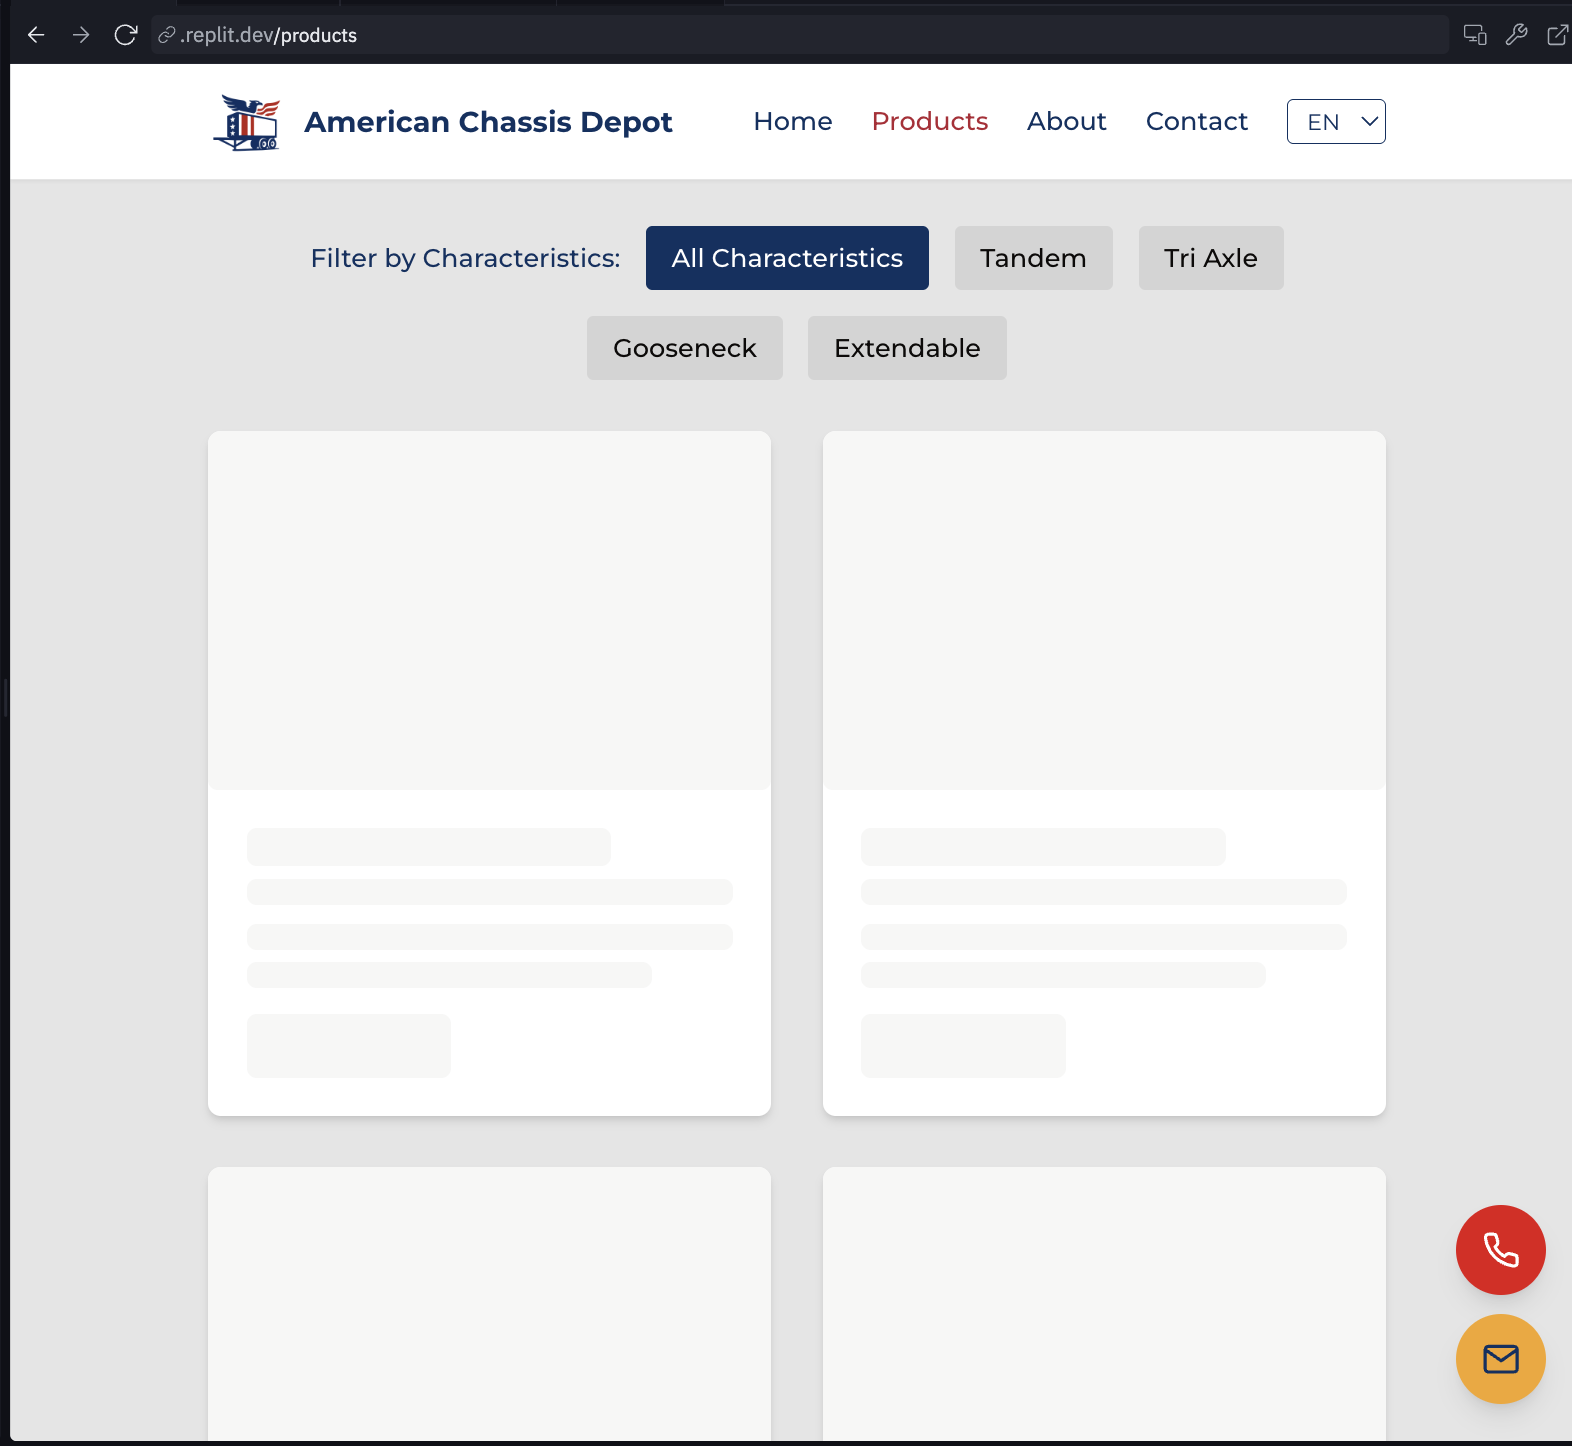 .replit.dev/products
American Chassis Depot
Home
Products
About
Contact
EN
Filter by Characteristics:
All Characteristics
Tandem
Tri Axle
Gooseneck
Extendable